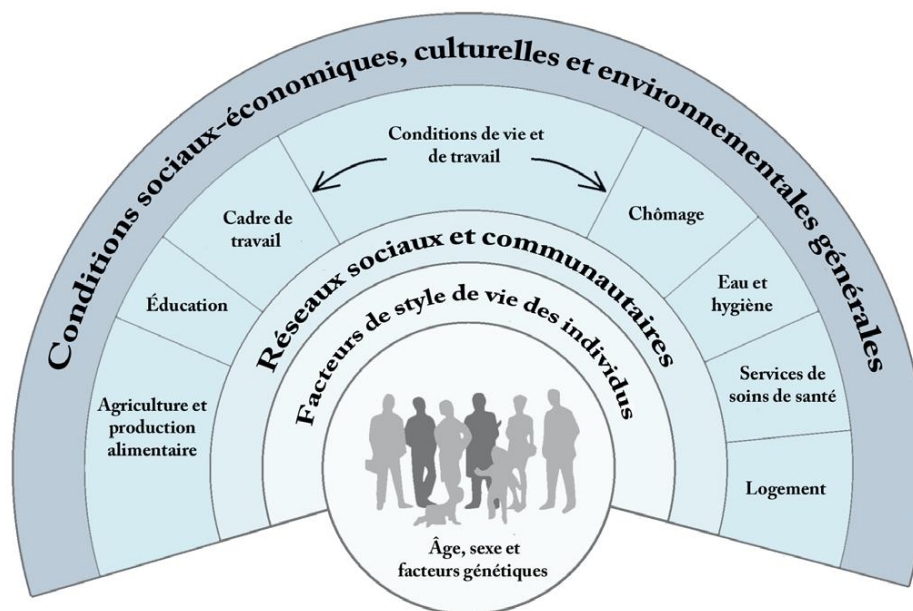 Conditions sociaux-économiques, culturelles et environnementales générales
Conditions de vie et
de travail
Cadre de
travail
Chômage
Éducation
Eau et
hygiène
Agriculture et
production
alimentaire
Services de
soins de santé
Logement
Réseaux sociaux et communautaires
Facteurs de style de vie des individus
Âge, sexe et
facteurs génétiques